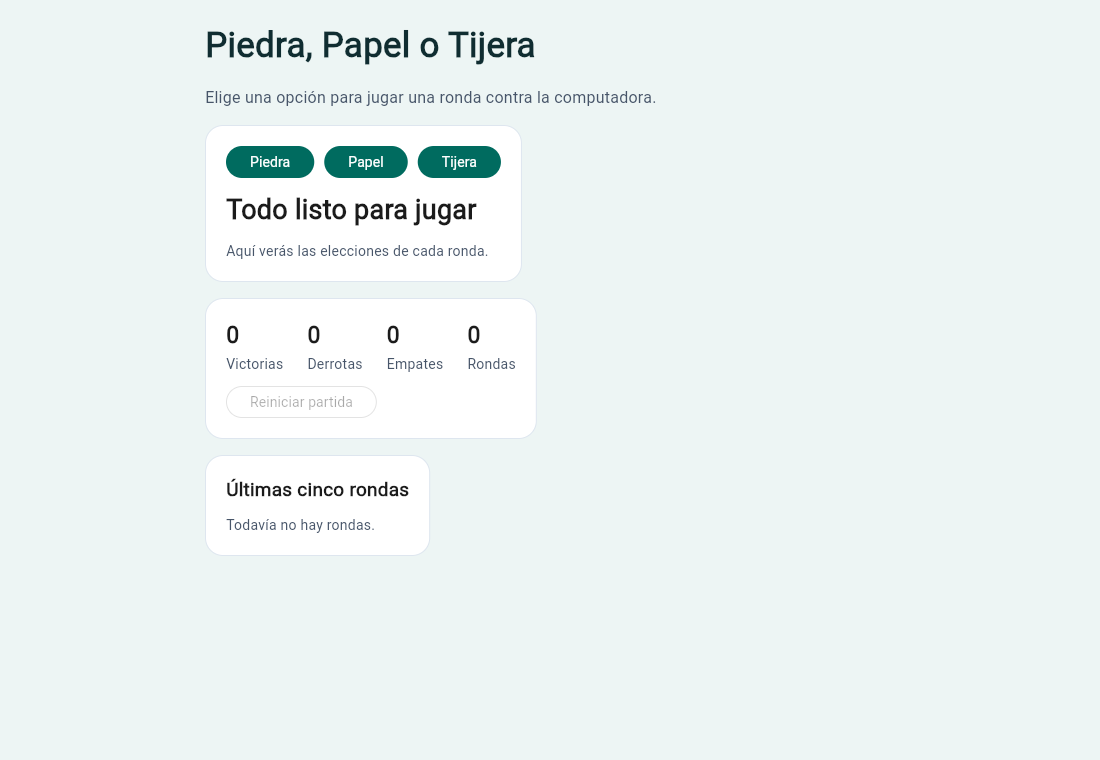 Piedra, Papel o Tijera
Elige una opción para jugar una ronda contra la computadora.
Piedra Papel Tijera
Todo listo para jugar
Aquí verás las elecciones de cada ronda.
0 0 0 0
Victorias Derrotas Empates Rondas
Reiniciar partida
Últimas cinco rondas
Todavía no hay rondas.